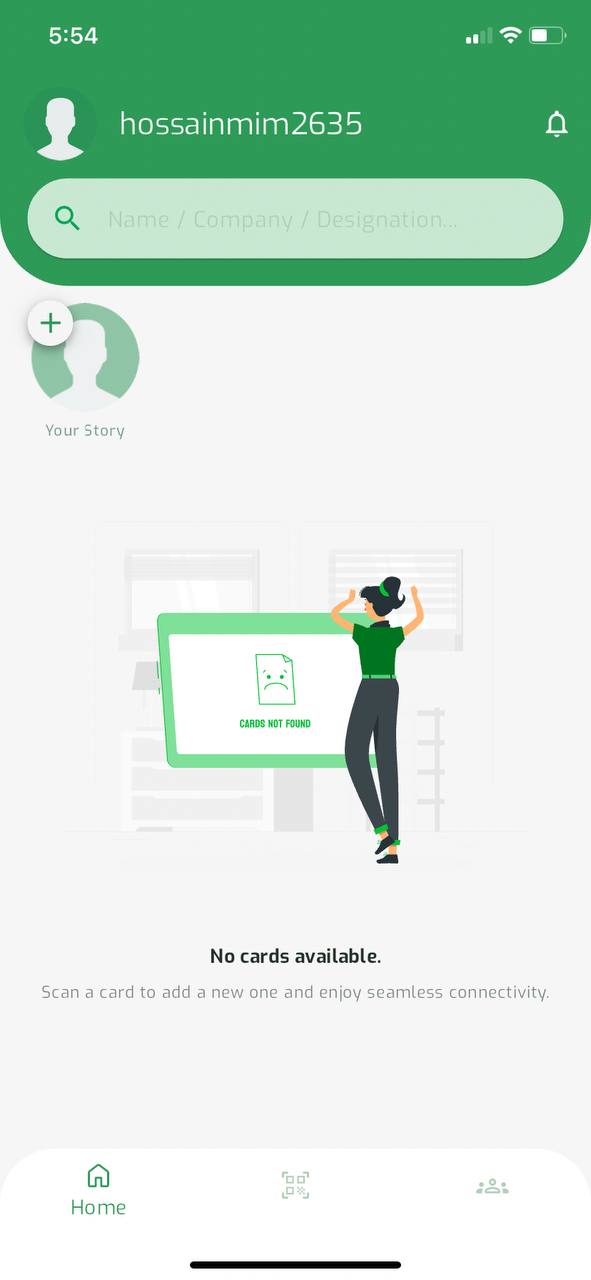 5:54
hossainmim2635
Name / Company / Designation...
Your Story
CARDS NOT FOUND
No cards available.
Scan a card to add a new one and enjoy seamless connectivity.
Home